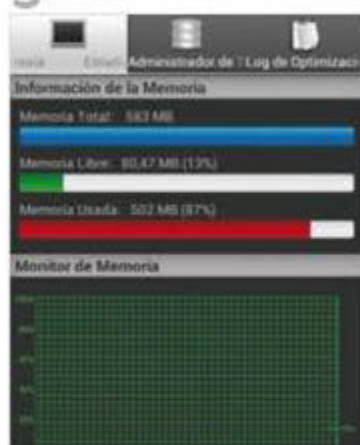 Administrador de
Log de Optimizaci
Información de la Memoria
Memoria Total: 583 MB
Memoria Libre: 80,47 MB (13%)
Memoria Usada: 502 MB (87%)
Monitor de Memoria